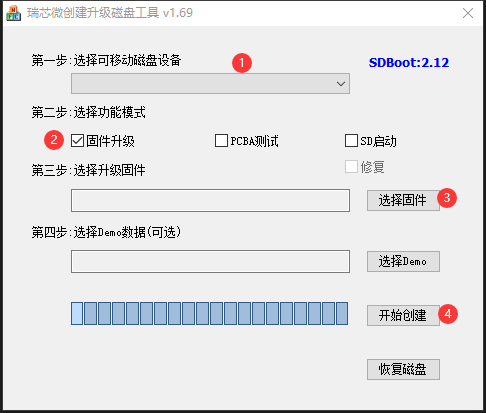 瑞芯微创建升级磁盘工具 v1.69
第一步:选择可移动磁盘设备
1
SDBoot:2.12
第二步:选择功能模式
2
固件升级
PCBA测试
SD启动
第三步:选择升级固件
修复
选择固件
3
第四步:选择Demo数据(可选)
选择Demo
开始创建
4
恢复磁盘